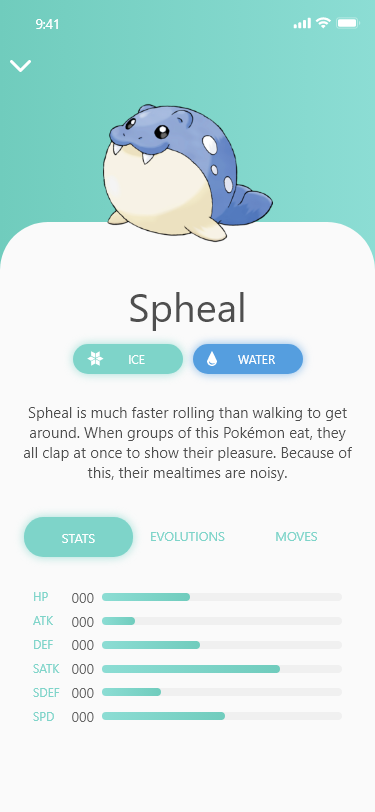 9:41
Spheal
ICE WATER
Spheal is much faster rolling than walking to get
around. When groups of this Pokémon eat, they
all clap at once to show their pleasure. Because of
this, their mealtimes are noisy.
STATS EVOLUTIONS MOVES
HP 000
ATK 000
DEF 000
SATK 000
SDEF 000
SPD 000